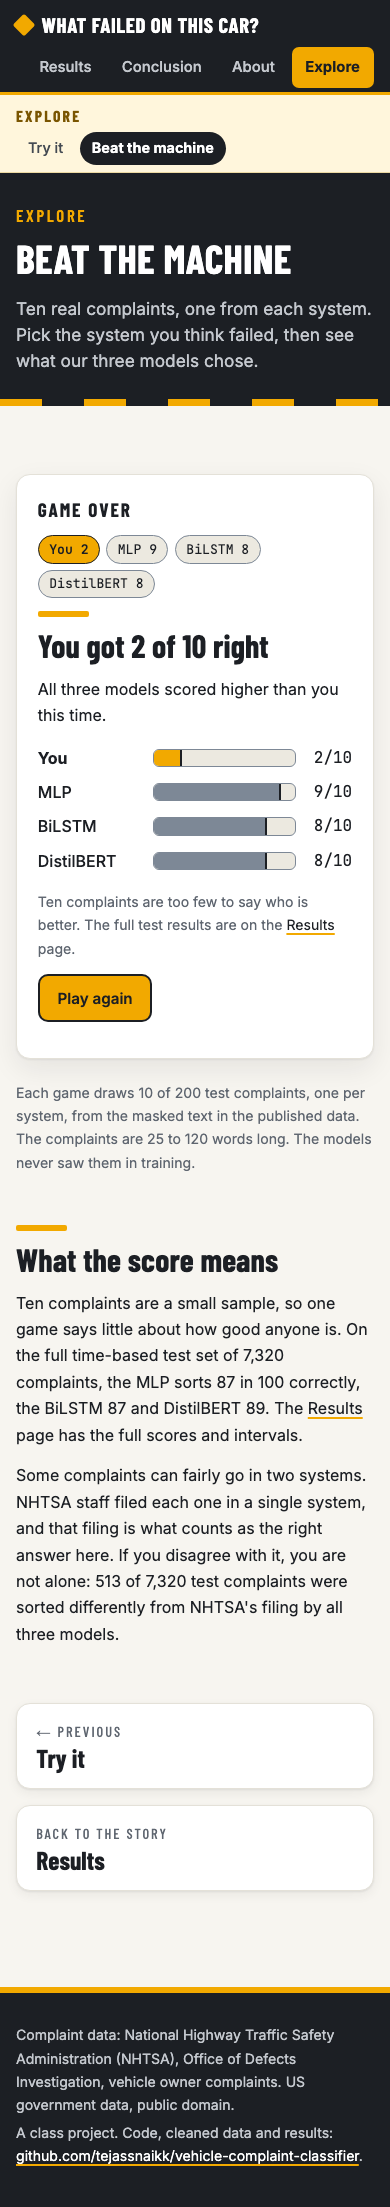 WHAT FAILED ON THIS CAR?
Results Conclusion About Explore
EXPLORE
Try it Beat the machine
EXPLORE
BEAT THE MACHINE
Ten real complaints, one from each system.
Pick the system you think failed, then see
what our three models chose.
GAME OVER
You 2 MLP 9 BiLSTM 8
DistilBERT 8
You got 2 of 10 right
All three models scored higher than you
this time.
You 2/10
MLP 9/10
BiLSTM 8/10
DistilBERT 8/10
Ten complaints are too few to say who is
better. The full test results are on the Results
page.
Play again
Each game draws 10 of 200 test complaints, one per
system, from the masked text in the published data.
The complaints are 25 to 120 words long. The models
never saw them in training.
What the score means
Ten complaints are a small sample, so one
game says little about how good anyone is. On
the full time-based test set of 7,320
complaints, the MLP sorts 87 in 100 correctly,
the BiLSTM 87 and DistilBERT 89. The Results
page has the full scores and intervals.
Some complaints can fairly go in two systems.
NHTSA staff filed each one in a single system,
and that filing is what counts as the right
answer here. If you disagree with it, you are
not alone: 513 of 7,320 test complaints were
sorted differently from NHTSA's filing by all
three models.
← PREVIOUS
Try it
BACK TO THE STORY
Results
Complaint data: National Highway Traffic Safety
Administration (NHTSA), Office of Defects
Investigation, vehicle owner complaints. US
government data, public domain.
A class project. Code, cleaned data and results:
github.com/tejassnaikk/vehicle-complaint-classifier.